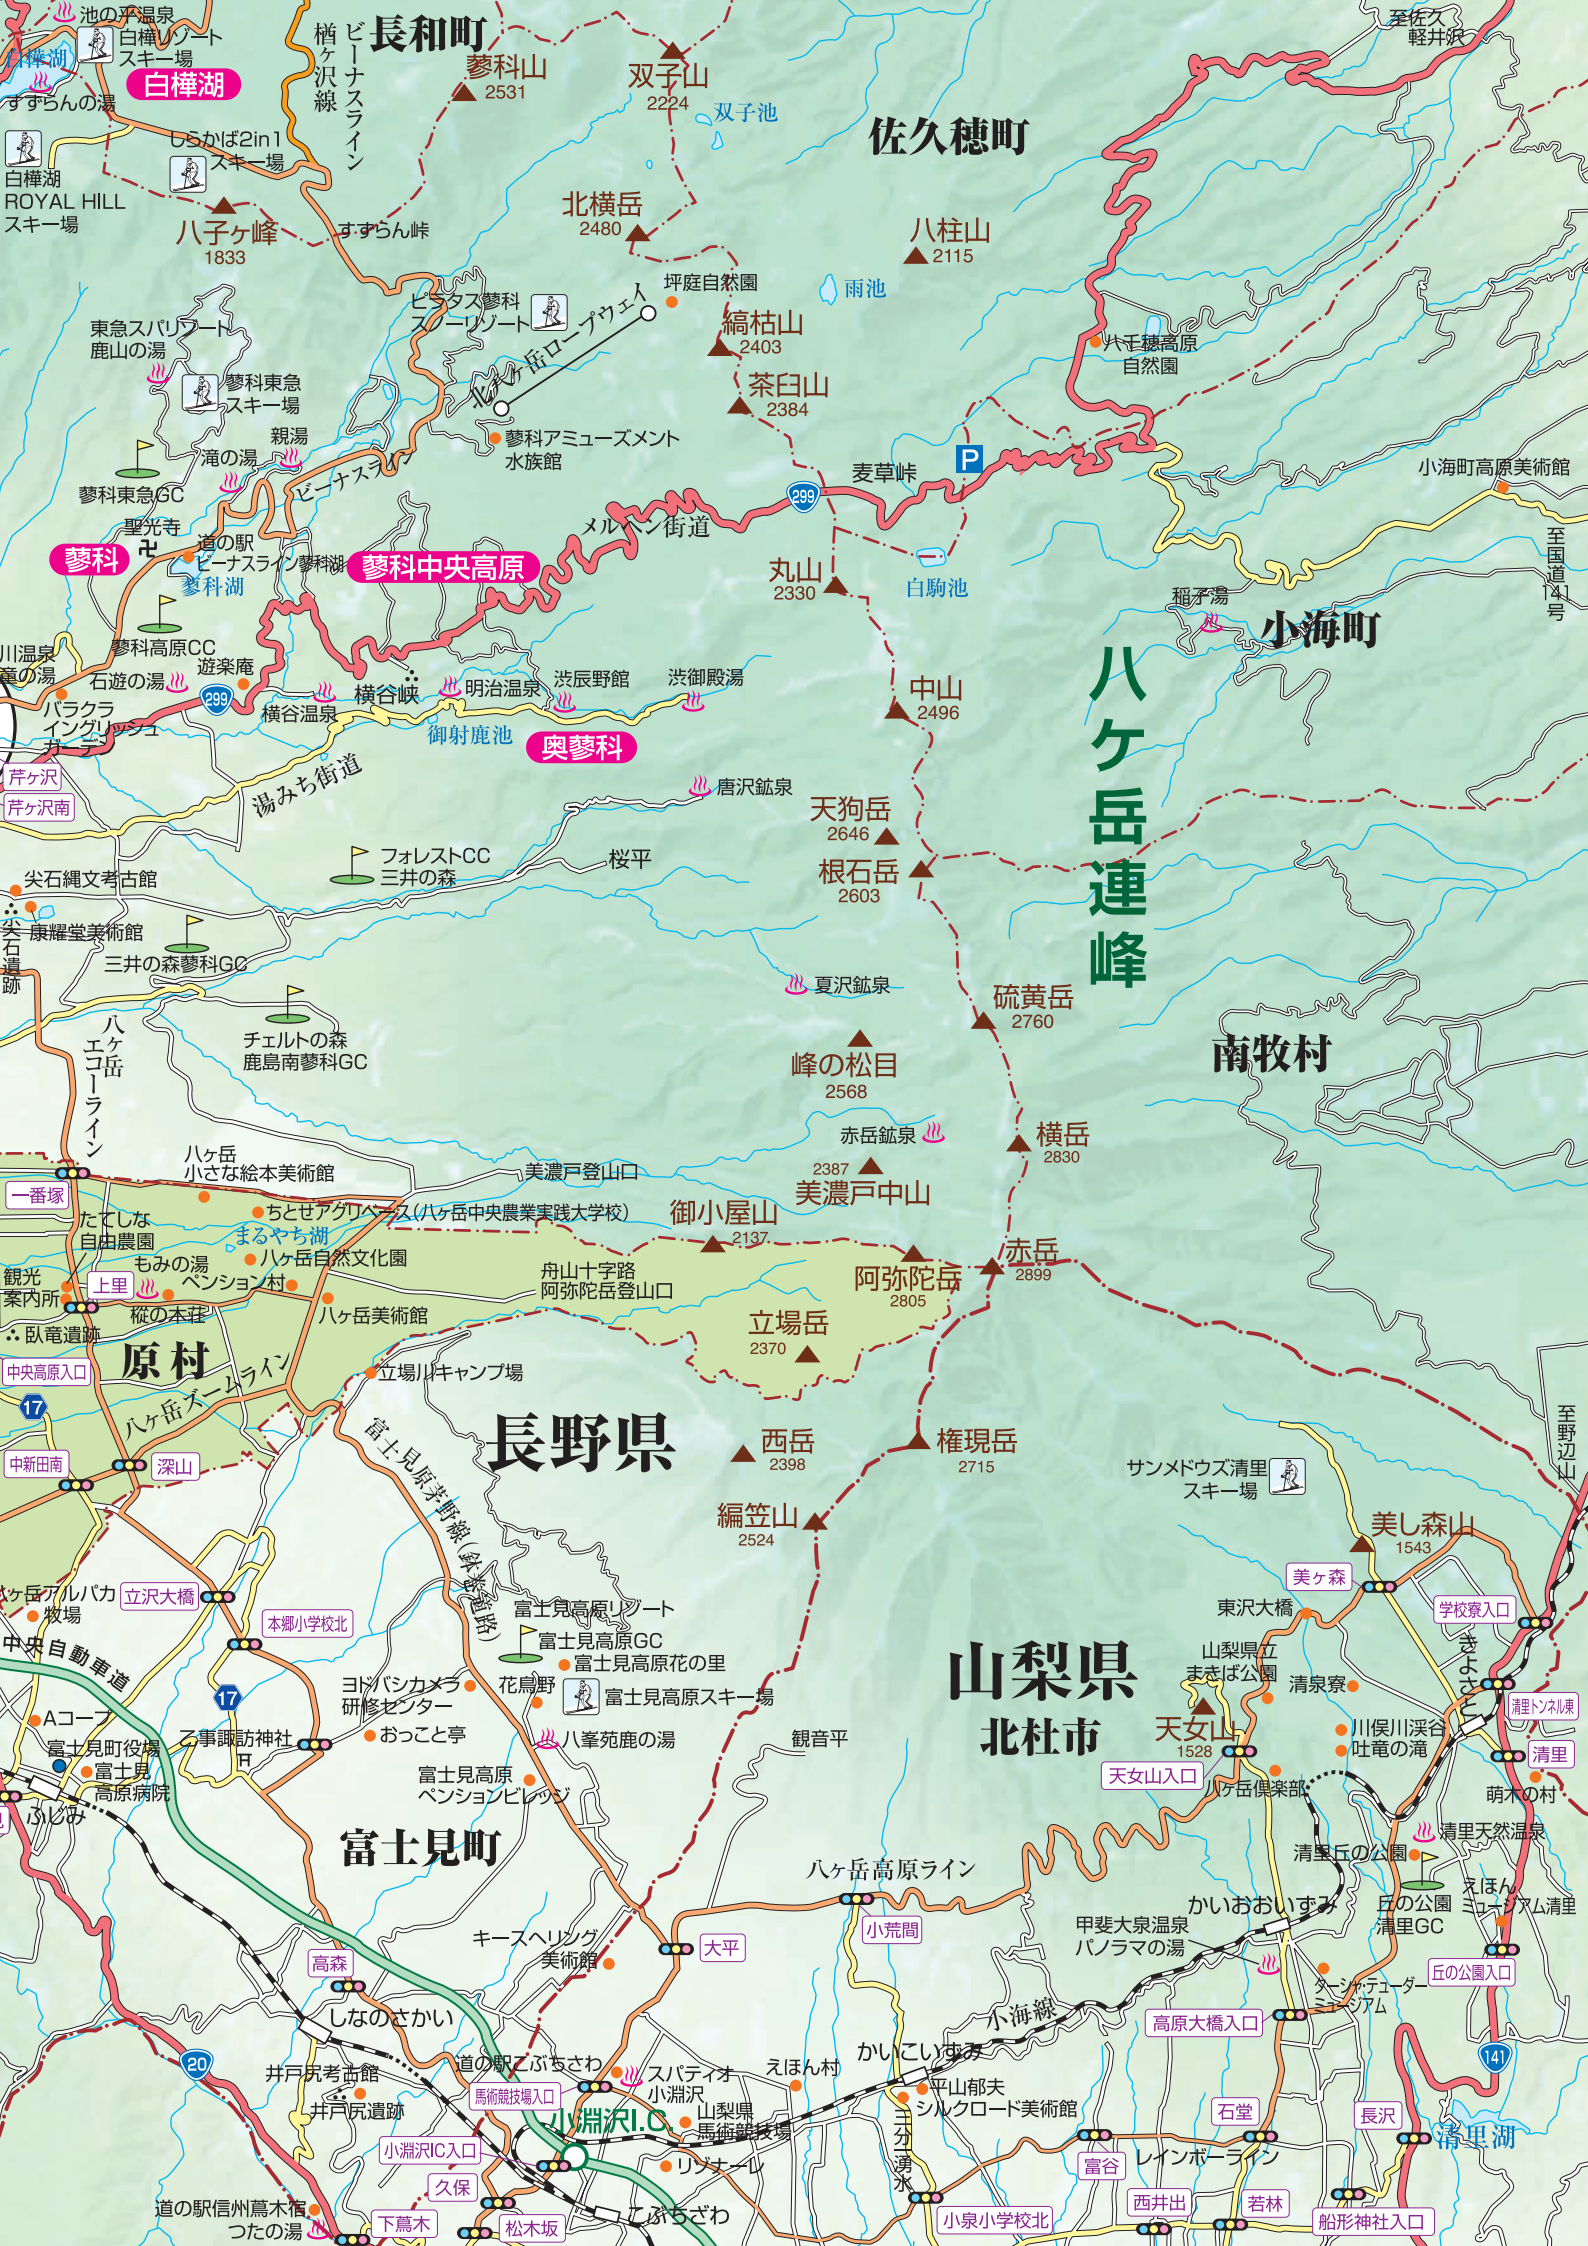 池の平温泉
白樺リゾート
スキー場
白樺湖
白樺湖
すずらんの湯
楢ヶ沢線
ビーナスライン
長和町
蓼科山
2531
双子山
2224
双子池
佐久穂町
至佐久
軽井沢
しらかば2in1
スキー場
白樺湖
ROYAL HILL
スキー場
八子ヶ峰
1833
すずらん峠
北横岳
2480
八柱山
2115
坪庭自然園
雨池
ピラタス蓼科
スノーリゾート
北八ヶ岳ロープウェイ
縞枯山
2403
茶臼山
2384
八千穂高原
自然園
東急スパリゾート
鹿山の湯
蓼科東急
スキー場
親湯
滝の湯
ビーナスライン
蓼科アミューズメント
水族館
蓼科東急GC
聖光寺
道の駅
ビーナスライン蓼科湖
蓼科
蓼科湖
蓼科中央高原
メルヘン街道
299
麦草峠
P
小海町高原美術館
至国道141号
白駒池
丸山
2330
稲子湯
小海町
八ヶ岳連峰
蓼科高原CC
川温泉
竜の湯
石遊の湯
遊楽庵
299
横谷温泉
横谷峡
明治温泉
渋辰野館
渋御殿湯
御射鹿池
奥蓼科
バラクラ
イングリッシュ
ガーデン
芹ヶ沢
芹ヶ沢南
湯みち街道
中山
2496
唐沢鉱泉
天狗岳
2646
根石岳
2603
フォレストCC
三井の森
桜平
尖石縄文考古館
康耀堂美術館
尖石遺跡
三井の森蓼科GC
夏沢鉱泉
硫黄岳
2760
チェルトの森
鹿島南蓼科GC
八ヶ岳
エコーライン
峰の松目
2568
南牧村
赤岳鉱泉
横岳
2830
2387
美濃戸中山
八ヶ岳
小さな絵本美術館
美濃戸登山口
一番塚
ちとせアグリベース(八ヶ岳中央農業実践大学校)
たてしな
自由農園
まるやち湖
八ヶ岳自然文化園
御小屋山
2137
阿弥陀岳
2805
赤岳
2899
もみの湯
ペンション村
観光
案内所
上里
樅の木荘
八ヶ岳美術館
舟山十字路
阿弥陀岳登山口
臥竜遺跡
原村
立場岳
2370
中央高原入口
17
立場川キャンプ場
八ヶ岳ズームライン
長野県
富士見原茅野線(鉢巻道路)
西岳
2398
権現岳
2715
至野辺山
中新田南
深山
サンメドウズ清里
スキー場
編笠山
2524
美し森山
1543
美ヶ森
八ヶ岳アルパカ
牧場
立沢大橋
本郷小学校北
富士見高原リゾート
富士見高原GC
富士見高原花の里
学校寮入口
東沢大橋
山梨県
北杜市
山梨県立
まきば公園
清泉寮
きよさと
中央自動車道
17
ヨドバシカメラ
研修センター
花鳥野
富士見高原スキー場
清里トンネル東
Aコープ
乙事諏訪神社
おっこと亭
八峯苑鹿の湯
観音平
天女山
1528
川俣川渓谷
吐竜の滝
清里
富士見町役場
富士見
高原病院
富士見高原
ペンションビレッジ
天女山入口
八ヶ岳倶楽部
萌木の村
ふじみ
富士見町
清里天然温泉
清里丘の公園
八ヶ岳高原ライン
小荒間
かいおおいずみ
丘の公園
清里GC
えほん
ミュージアム清里
キースヘリング
美術館
大平
甲斐大泉温泉
パノラマの湯
丘の公園入口
高森
ターシャ・テューダー
ミュージアム
しなのさかい
小海線
高原大橋入口
20
井戸尻考古館
井戸尻遺跡
道の駅こぶちさわ
スパティオ
小淵沢
馬術競技場入口
えほん村
かいこいずみ
平山郁夫
シルクロード美術館
141
小淵沢I.C.
山梨県
馬術競技場
三分一湧水
石堂
長沢
清里湖
小淵沢IC入口
リゾナーレ
富谷
レインボーライン
久保
道の駅信州蔦木宿
つたの湯
下蔦木
松木坂
こぶちざわ
小泉小学校北
西井出
若林
船形神社入口